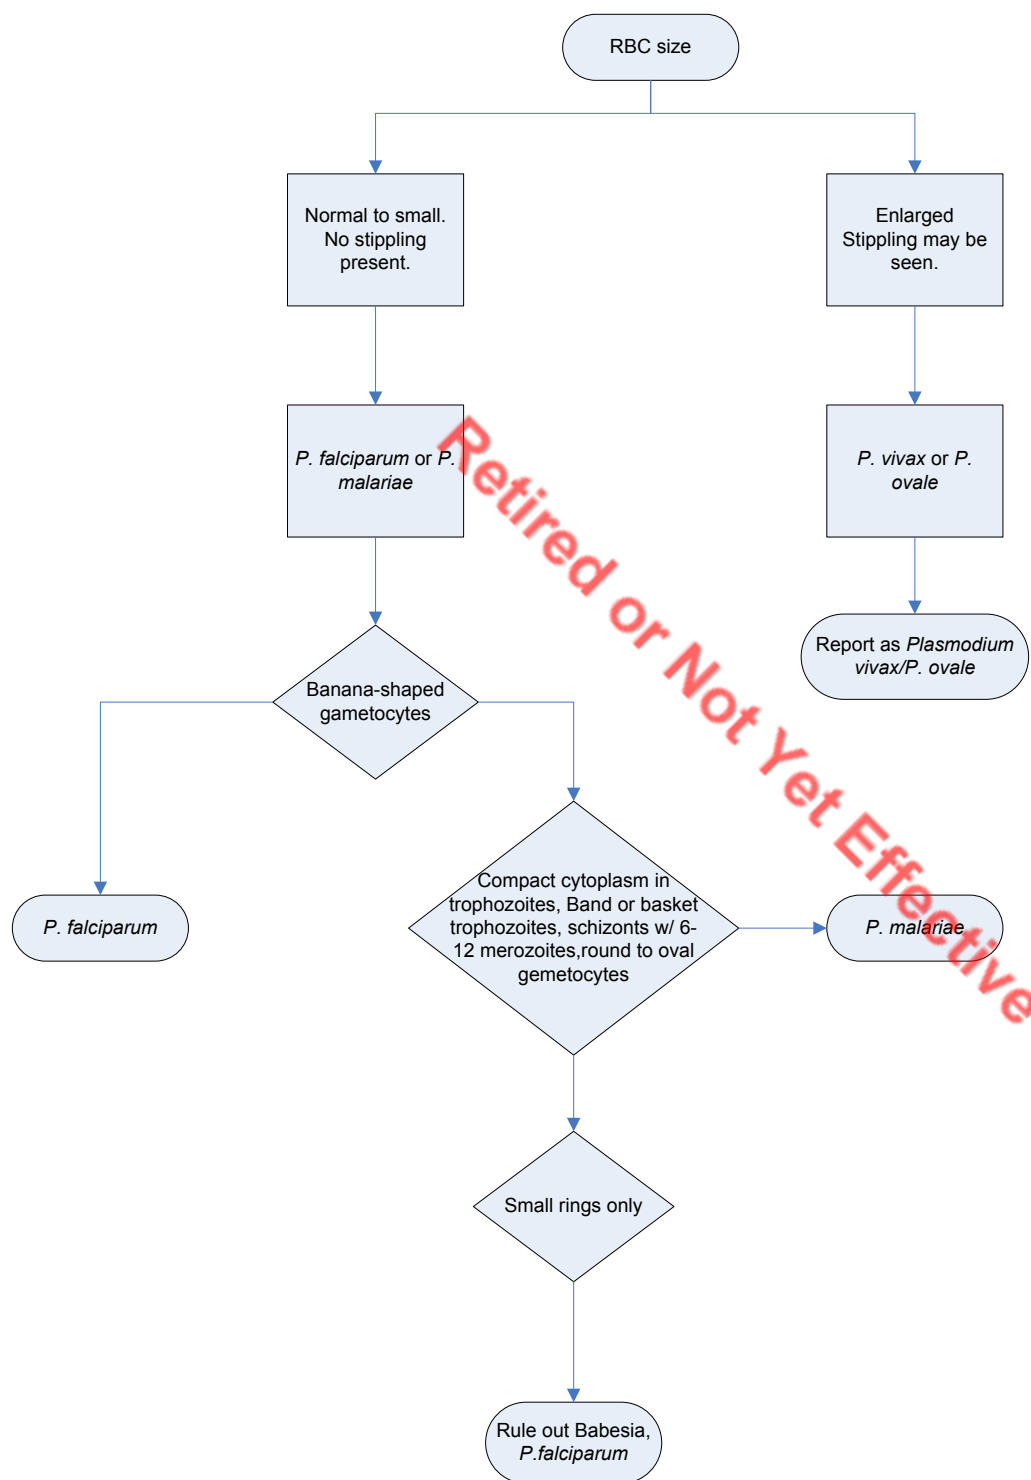 RBC size
Normal to small.
No stippling
present.
Enlarged
Stippling may be
seen.
P. falciparum or P.
malariae
P. vivax or P.
ovale
Retired or Not Yet Effective
Report as Plasmodium
vivax/P. ovale
Banana-shaped
gametocytes
P. falciparum
Compact cytoplasm in
trophozoites, Band or basket
trophozoites, schizonts w/ 6-
12 merozoites,round to oval
gemetocytes
P. malariae
Small rings only
Rule out Babesia,
P.falciparum